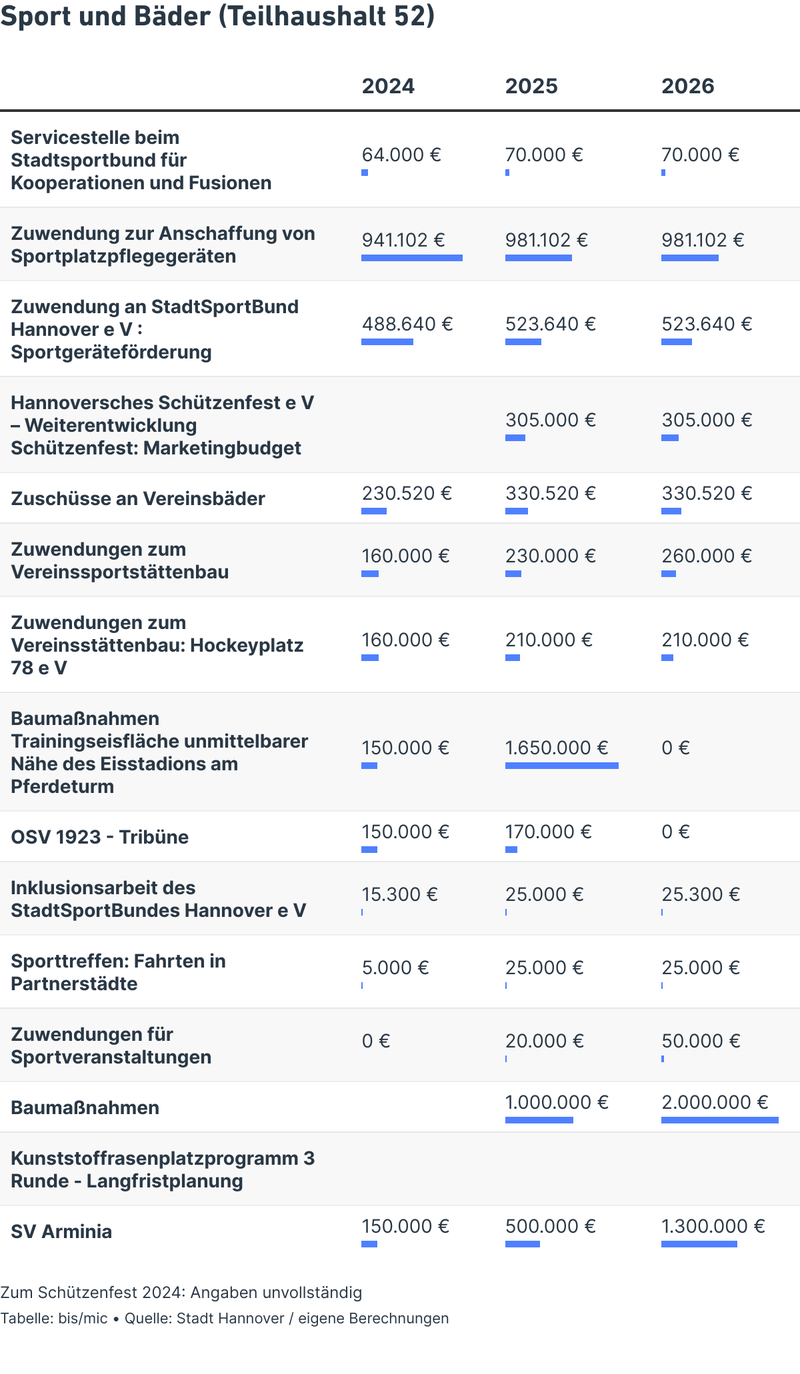 Sport und Bäder (Teilhaushalt 52)
2024 2025 2026
Servicestelle beim
Stadtsportbund für
Kooperationen und Fusionen
64.000 € 70.000 € 70.000 €
Zuwendung zur Anschaffung von
Sportplatzpflegegeräten
941.102 € 981.102 € 981.102 €
Zuwendung an StadtSportBund
Hannover e V :
Sportgeräteförderung
488.640 € 523.640 € 523.640 €
Hannoversches Schützenfest e V
– Weiterentwicklung
Schützenfest: Marketingbudget
305.000 € 305.000 €
Zuschüsse an Vereinsbäder 230.520 € 330.520 € 330.520 €
Zuwendungen zum
Vereinssportstättenbau
160.000 € 230.000 € 260.000 €
Zuwendungen zum
Vereinsstättenbau: Hockeyplatz
78 e V
160.000 € 210.000 € 210.000 €
Baumaßnahmen
Trainingseisfläche unmittelbarer
Nähe des Eisstadions am
Pferdeturm
150.000 € 1.650.000 € 0 €
OSV 1923 - Tribüne 150.000 € 170.000 € 0 €
Inklusionsarbeit des
StadtSportBundes Hannover e V
15.300 € 25.000 € 25.300 €
Sporttreffen: Fahrten in
Partnerstädte
5.000 € 25.000 € 25.000 €
Zuwendungen für
Sportveranstaltungen
0 € 20.000 € 50.000 €
Baumaßnahmen 1.000.000 € 2.000.000 €
Kunststoffrasenplatzprogramm 3
Runde - Langfristplanung
SV Arminia 150.000 € 500.000 € 1.300.000 €
Zum Schützenfest 2024: Angaben unvollständig
Tabelle: bis/mic • Quelle: Stadt Hannover / eigene Berechnungen